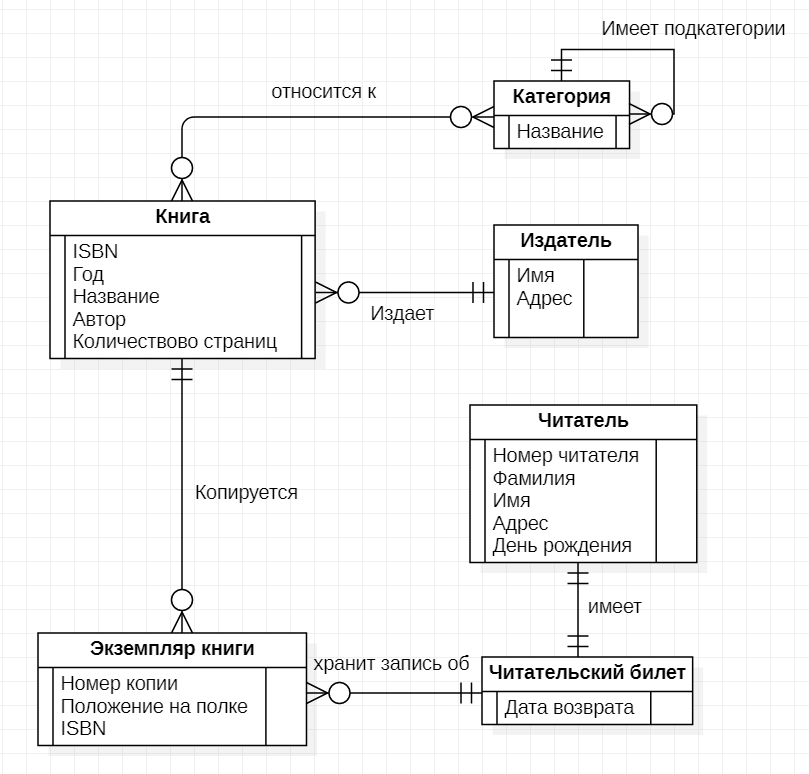 Имеет подкатегории
относится к
Категория
Название
Книга
ISBN
Год
Название
Автор
Количествово страниц
Издатель
Имя
Адрес
Издает
Читатель
Номер читателя
Фамилия
Имя
Адрес
День рождения
Копируется
имеет
Экземпляр книги
Номер копии
Положение на полке
ISBN
хранит запись об
Читательский билет
Дата возврата